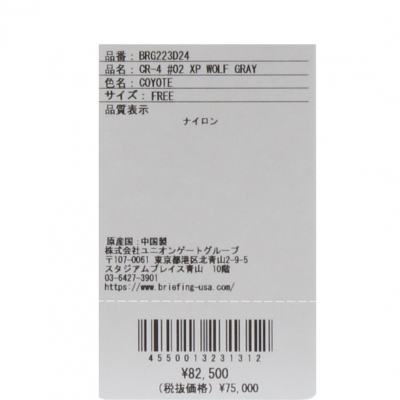 品番: BRG223D24
品名: CR-4 #02 XP WOLF GRAY
色名: COYOTE
サイズ: FREE
品質表示
ナイロン
原産国:中国製
株式会社ユニオンゲートグループ
〒107-0061 東京都港区北青山2-9-5
スタジアムプレイス青山 10階
03-6427-3901
https://www.briefing-usa.com/
4550013231312
¥82,500
(税抜価格) ¥75,000